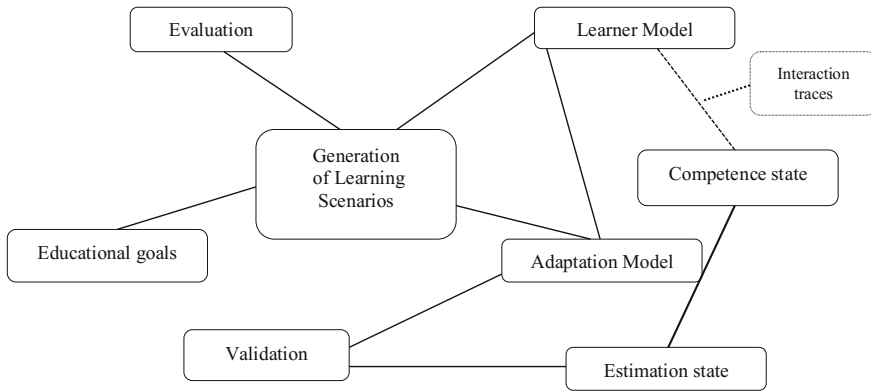 Evaluation
Learner Model
Interaction
traces
Generation
of Learning
Scenarios
Competence state
Educational goals
Adaptation Model
Validation
Estimation state